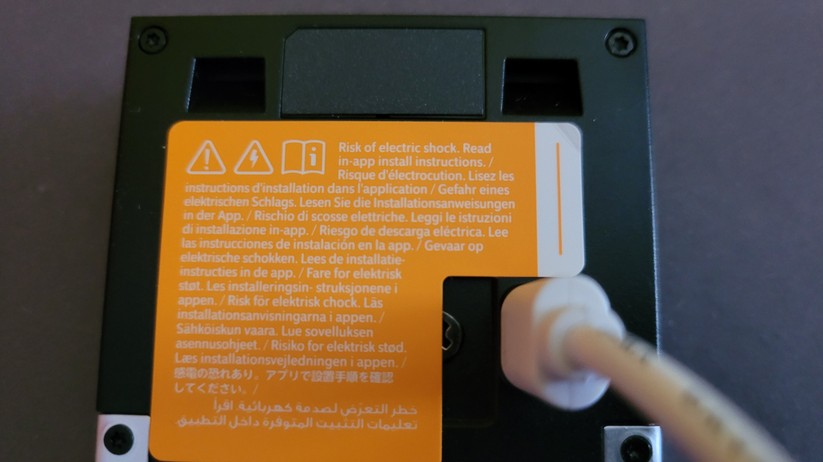 Risk of electric shock. Read
in-app install instructions. /
Risque d'électrocution. Lisez les
instructions d'installation dans l'application / Gefahr eines
elektrischen Schlags. Lesen Sie die Installationsanweisungen
in der App. / Rischio di scosse elettriche. Leggi le istruzioni
di installazione in-app. / Riesgo de descarga eléctrica. Lee
las instrucciones de instalación en la app. / Gevaar op
elektrische schokken. Lees de installatie-
instructies in de app. / Fare for elektrisk
støt. Les installeringsin- struksjonene i
appen. / Risk för elektrisk chock. Läs
installationsanvisningarna i appen. /
Sähköiskun vaara. Lue sovelluksen
asennusohjeet. / Risiko for elektrisk stød.
Læs installationsvejledningen i appen. /
感電の恐れあり。アプリで設置手順を確認
してください。 /
خطر التعرّض لصدمة كهربائية. اقرأ
تعليمات التثبيت المتوفرة داخل التطبيق.